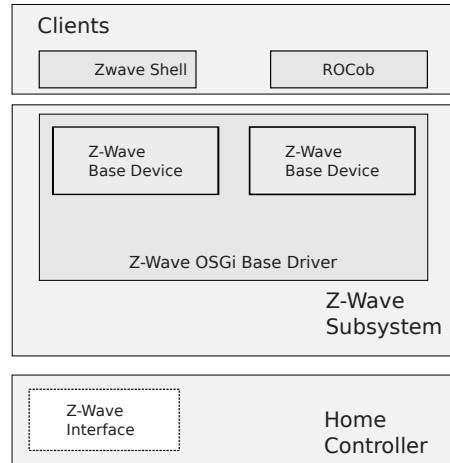 Clients
Zwave Shell
ROCob
Z-Wave
Base Device
Z-Wave
Base Device
Z-Wave OSGi Base Driver
Z-Wave
Subsystem
Z-Wave
Interface
Home
Controller